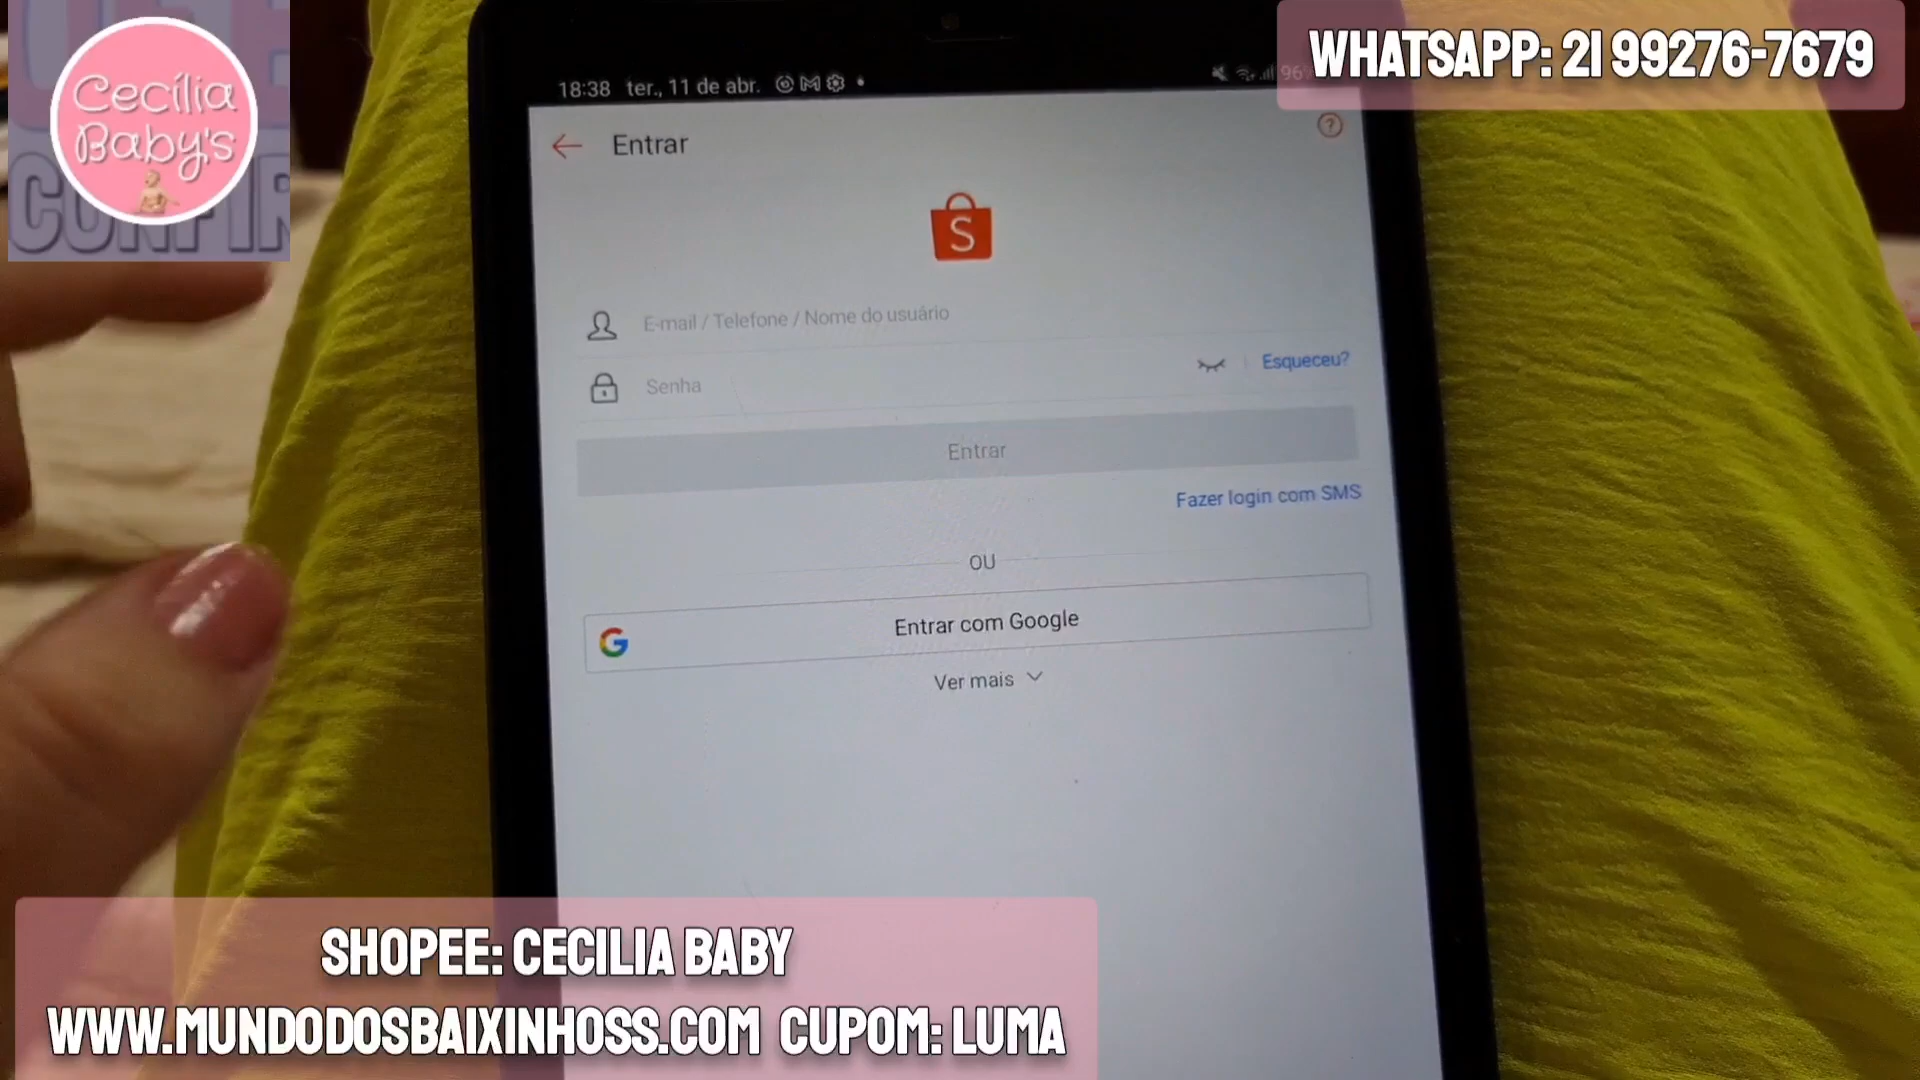 Cecília
Baby's
CONFIR
WHATSAPP: 21 99276-7679
18:38 ter., 11 de abr.
96%
Entrar
S
E-mail / Telefone / Nome do usuário
Senha
Esqueceu?
Entrar
Fazer login com SMS
OU
Entrar com Google
Ver mais
SHOPEE: CECILIA BABY
WWW.MUNDODOSBAIXINHOSS.COM CUPOM: LUMA